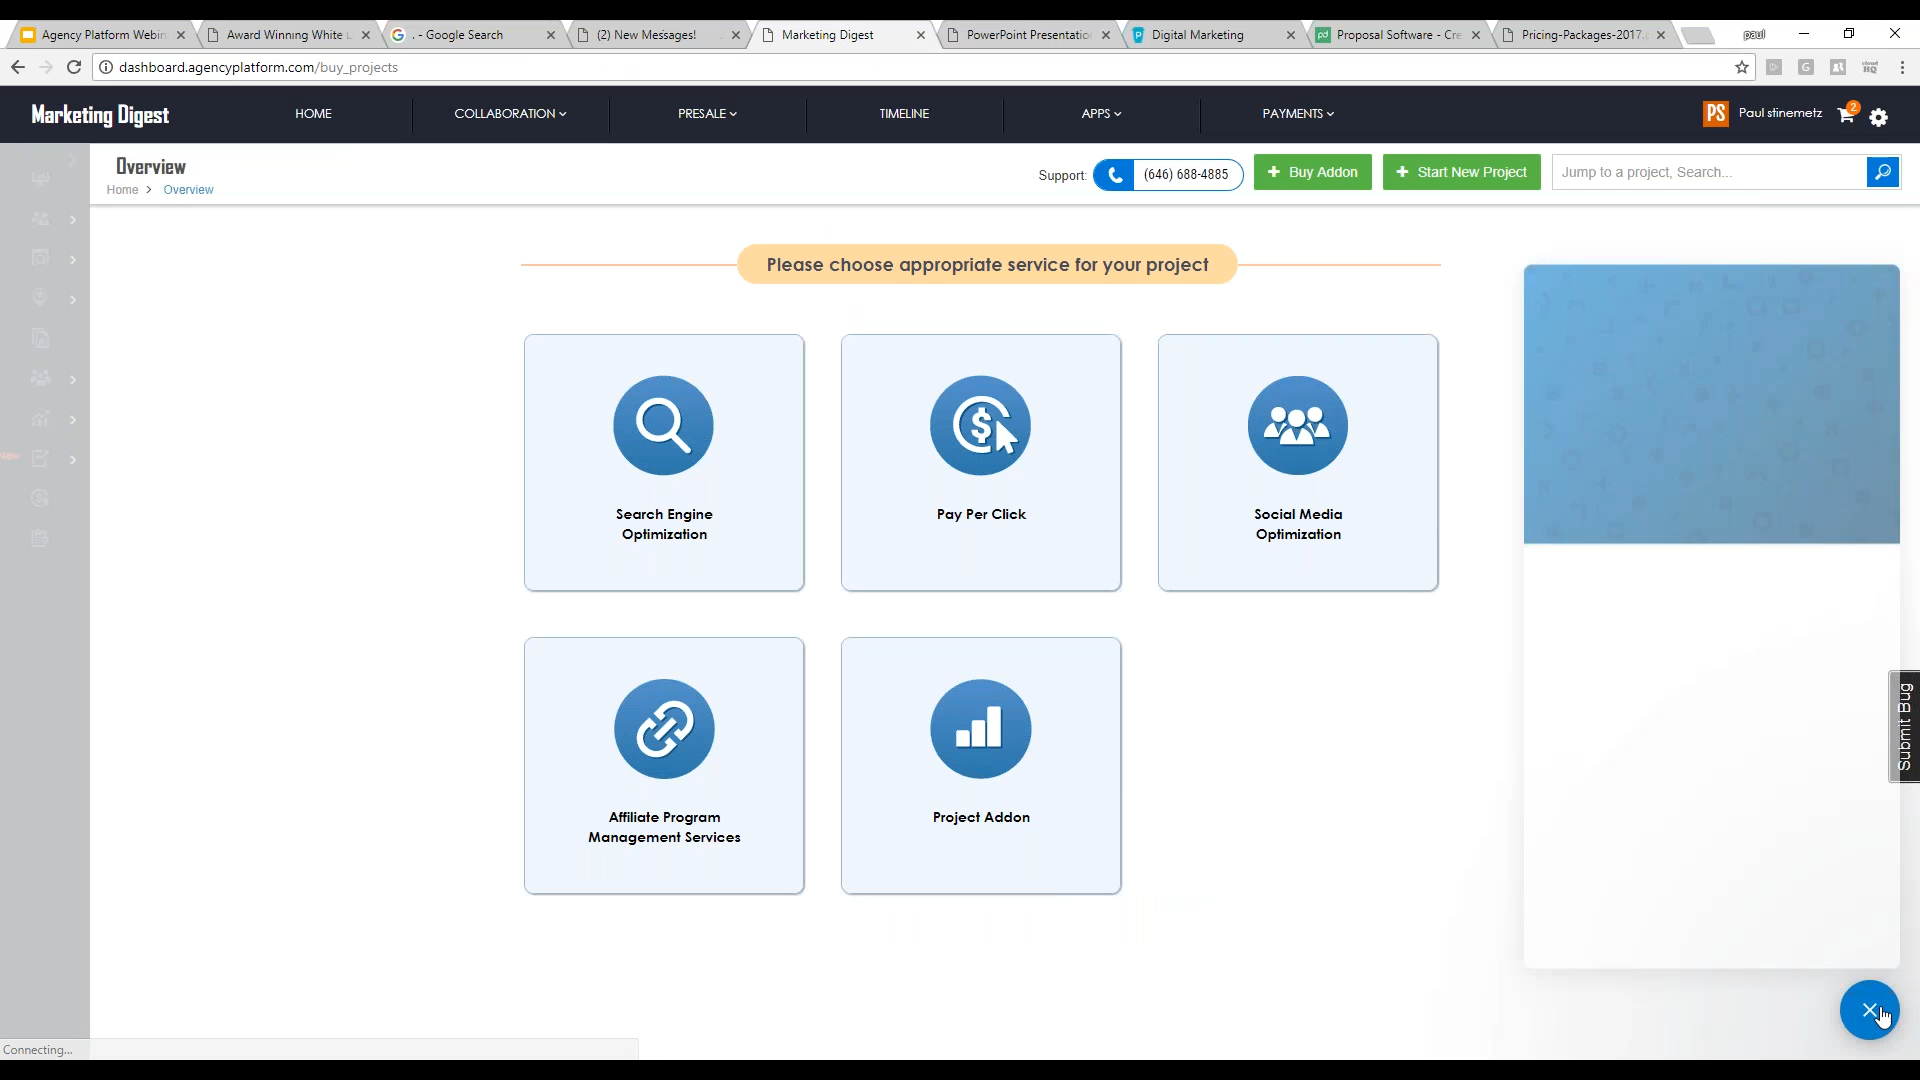 Agency Platform Webin
Award Winning White L
. - Google Search
(2) New Messages!
Marketing Digest
PowerPoint Presentatio
Digital Marketing
Proposal Software - Cre
Pricing-Packages-2017.
paul
dashboard.agencyplatform.com/buy_projects
Marketing Digest
HOME
COLLABORATION
PRESALE
TIMELINE
APPS
PAYMENTS
PS
Paul stinemetz
2
Overview
Home > Overview
Support:
(646) 688-4885
+ Buy Addon
+ Start New Project
Jump to a project, Search...
Please choose appropriate service for your project
Search Engine
Optimization
Pay Per Click
Social Media
Optimization
Affiliate Program
Management Services
Project Addon
New
Submit Bug
Connecting...